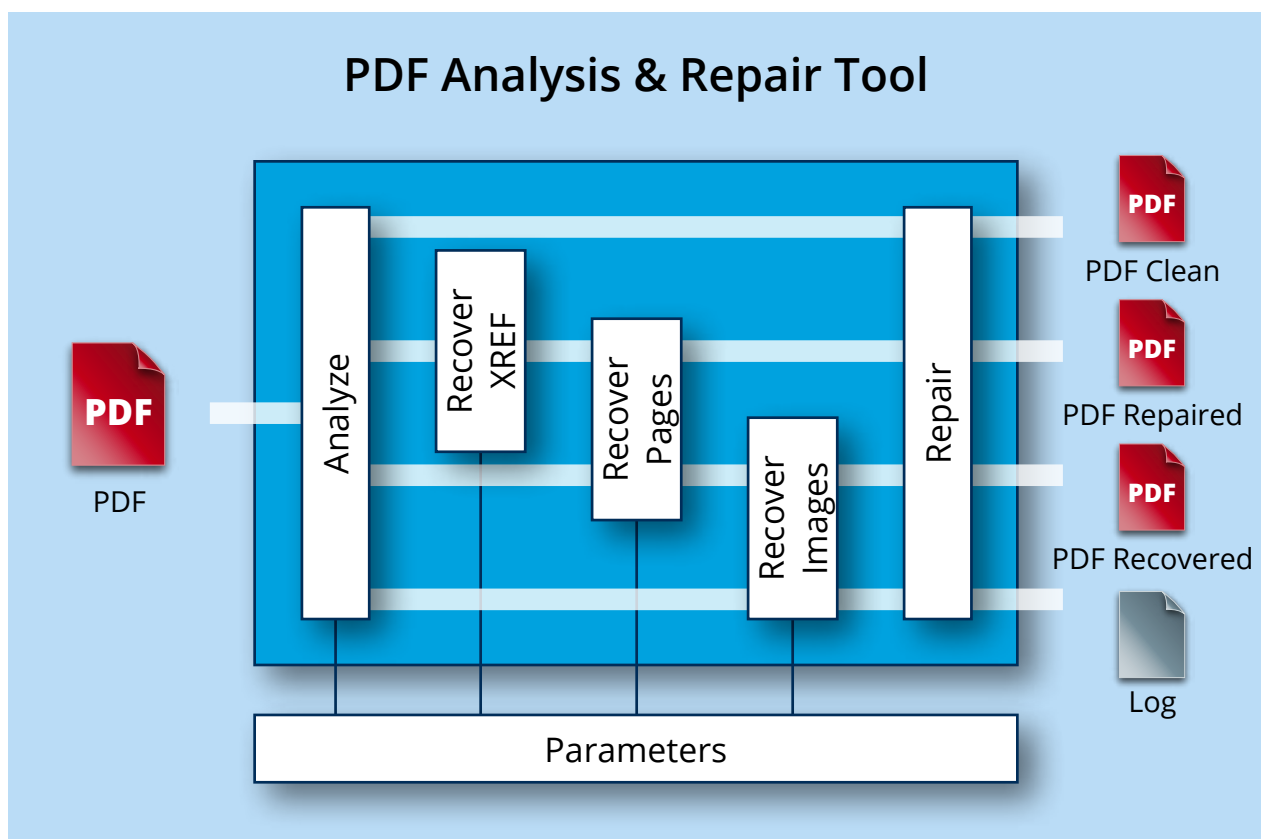 PDF Analysis & Repair Tool
PDF
PDF
Analyze
Recover
XREF
Recover
Pages
Recover
Images
Repair
PDF
PDF Clean
PDF
PDF Repaired
PDF
PDF Recovered
Log
Parameters